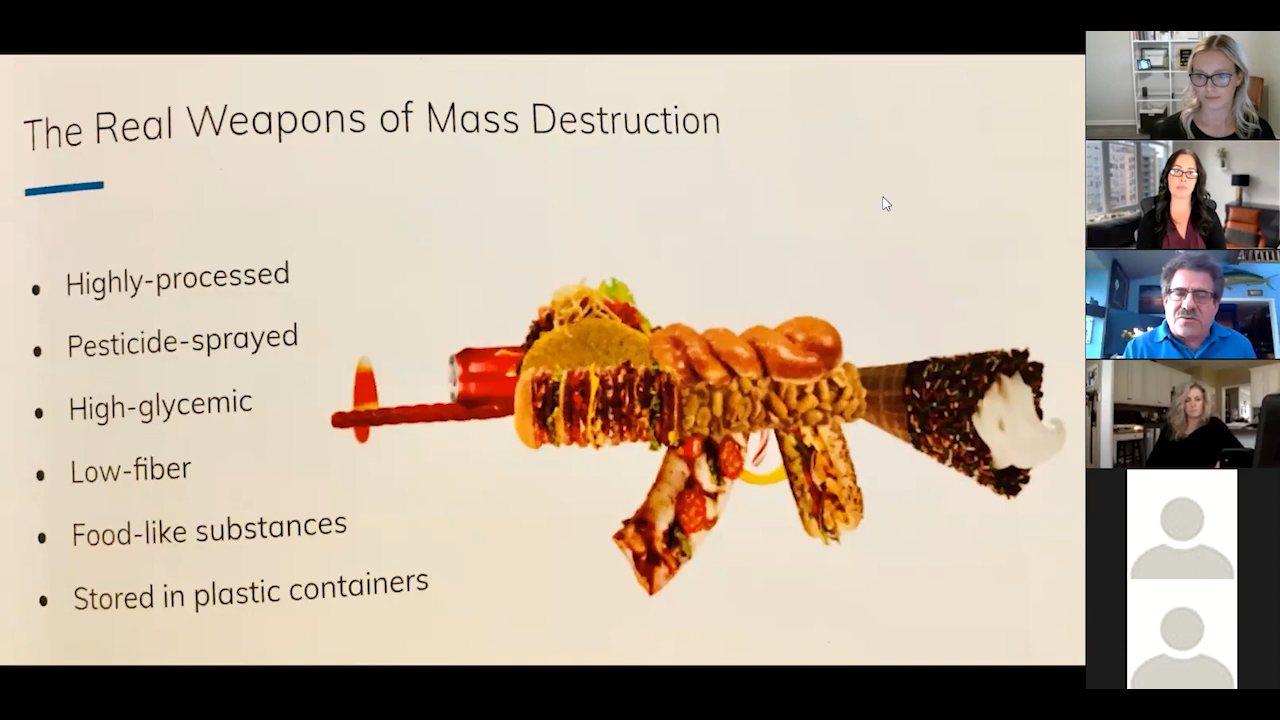 The Real Weapons of Mass Destruction
Highly-processed
Pesticide-sprayed
High-glycemic
Low-fiber
Food-like substances
Stored in plastic containers